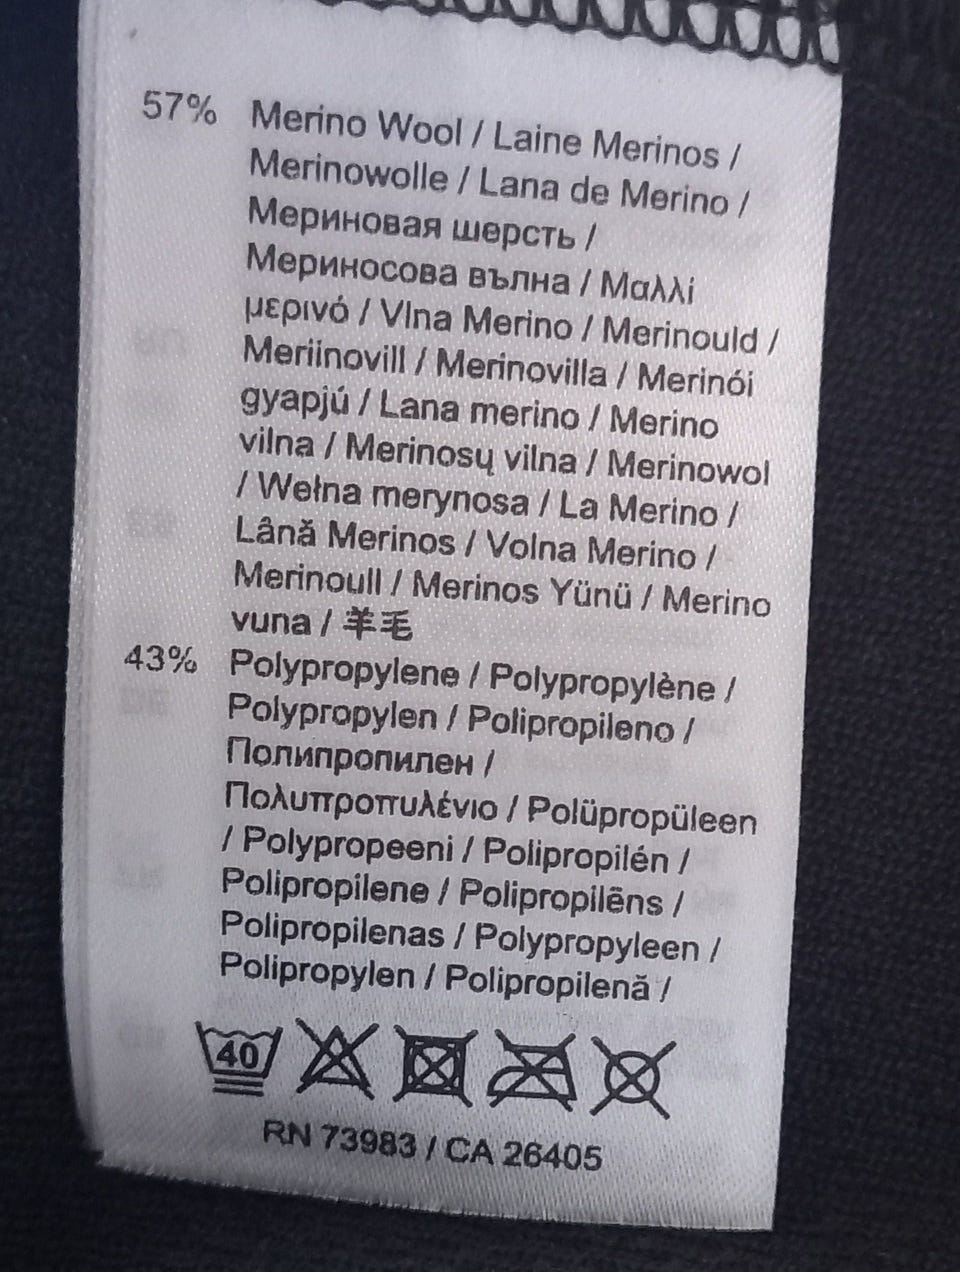 57% Merino Wool / Laine Merinos /
Merinowolle / Lana de Merino /
Мериновая шерсть /
Мериносова вълна / Μαλλί
μερινό / Vlna Merino / Merinould /
Meriinovill / Merinovilla / Merinói
gyapjú / Lana merino / Merino
vilna / Merinosų vilna / Merinowol
/ Wełna merynosa / La Merino /
Lână Merinos / Volna Merino /
Merinoull / Merinos Yünü / Merino
vuna / 羊毛
43% Polypropylene / Polypropylène /
Polypropylen / Polipropileno /
Полипропилен /
Πολυπροπυλένιο / Polüpropüleen
/ Polypropeeni / Polipropilén /
Polipropilene / Polipropilēns /
Polipropilenas / Polypropyleen /
Polipropylen / Polipropilenă /
40
RN 73983 / CA 26405